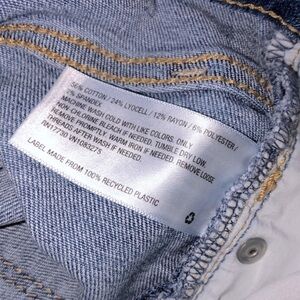 56% COTTON / 24% LYOCELL / 12% RAYON / 6% POLYESTER /
2% SPANDEX
MACHINE WASH COLD WITH LIKE COLORS. ONLY
NON-CHLORINE BLEACH IF NEEDED. TUMBLE DRY LOW.
REMOVE PROMPTLY. WARM IRON IF NEEDED. REMOVE LOOSE
THREADS AFTER WASH IF NEEDED.
LABEL MADE FROM 100% RECYCLED PLASTIC